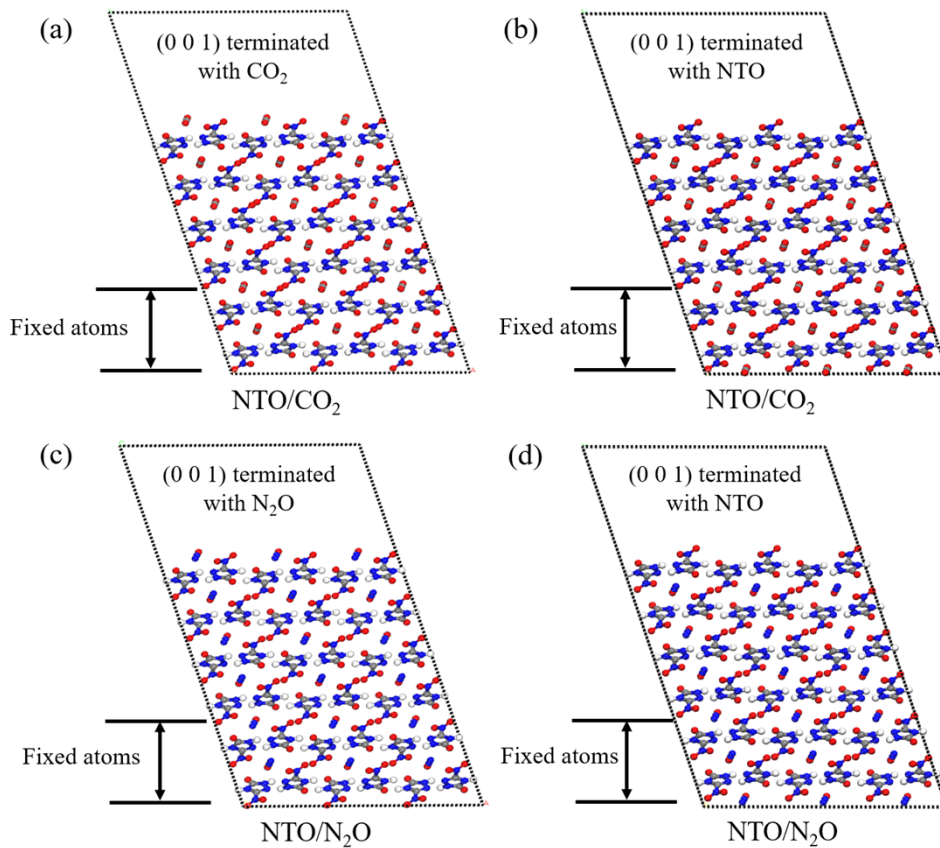 (a)
(0 0 1) terminated
with CO₂
Fixed atoms
NTO/CO₂
(b)
(0 0 1) terminated
with NTO
Fixed atoms
NTO/CO₂
(c)
(0 0 1) terminated
with N₂O
Fixed atoms
NTO/N₂O
(d)
(0 0 1) terminated
with NTO
Fixed atoms
NTO/N₂O